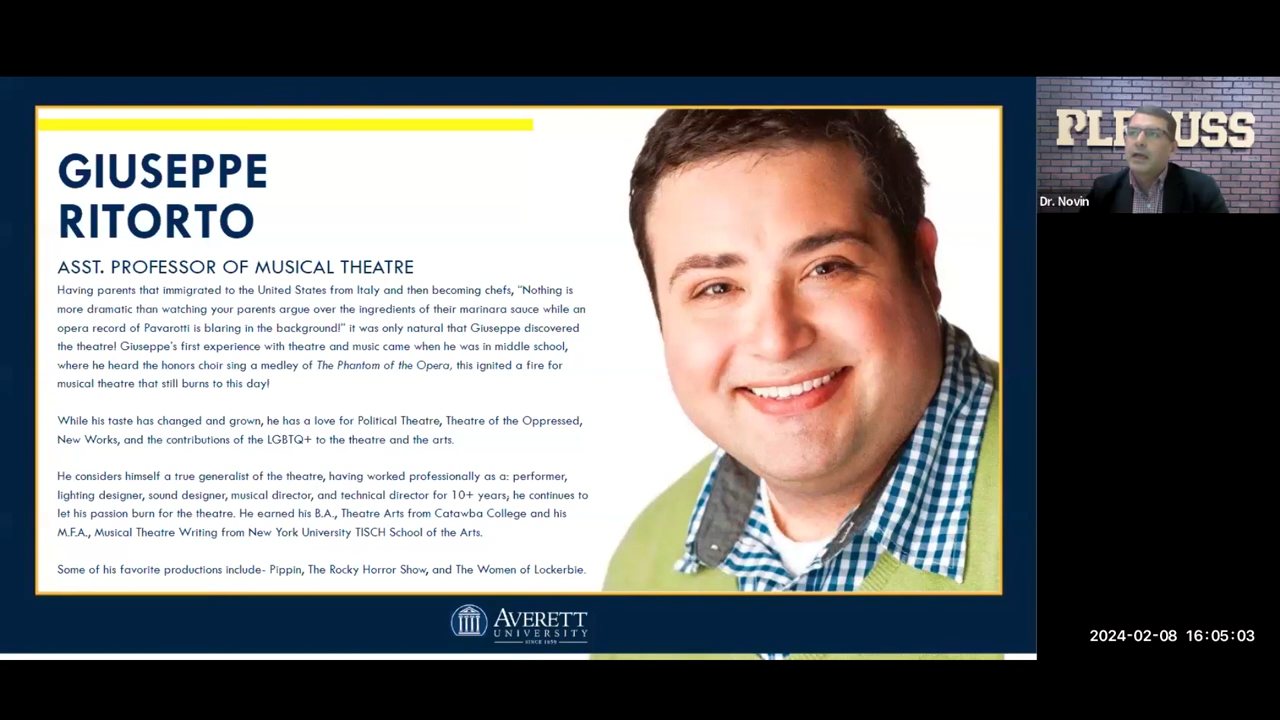 GIUSEPPE
RITORTO
ASST. PROFESSOR OF MUSICAL THEATRE
Having parents that immigrated to the United States from Italy and then becoming chefs, “Nothing is
more dramatic than watching your parents argue over the ingredients of their marinara sauce while an
opera record of Pavarotti is blaring in the background!” it was only natural that Giuseppe discovered
the theatre! Giuseppe’s first experience with theatre and music came when he was in middle school,
where he heard the honors choir sing a medley of The Phantom of the Opera, this ignited a fire for
musical theatre that still burns to this day!
While his taste has changed and grown, he has a love for Political Theatre, Theatre of the Oppressed,
New Works, and the contributions of the LGBTQ+ to the theatre and the arts.
He considers himself a true generalist of the theatre, having worked professionally as a: performer,
lighting designer, sound designer, musical director, and technical director for 10+ years, he continues to
let his passion burn for the theatre. He earned his B.A., Theatre Arts from Catawba College and his
M.F.A., Musical Theatre Writing from New York University TISCH School of the Arts.
Some of his favorite productions include- Pippin, The Rocky Horror Show, and The Women of Lockerbie.
AVERETT
UNIVERSITY
SINCE 1859
Dr. Novin
2024-02-08 16:05:03